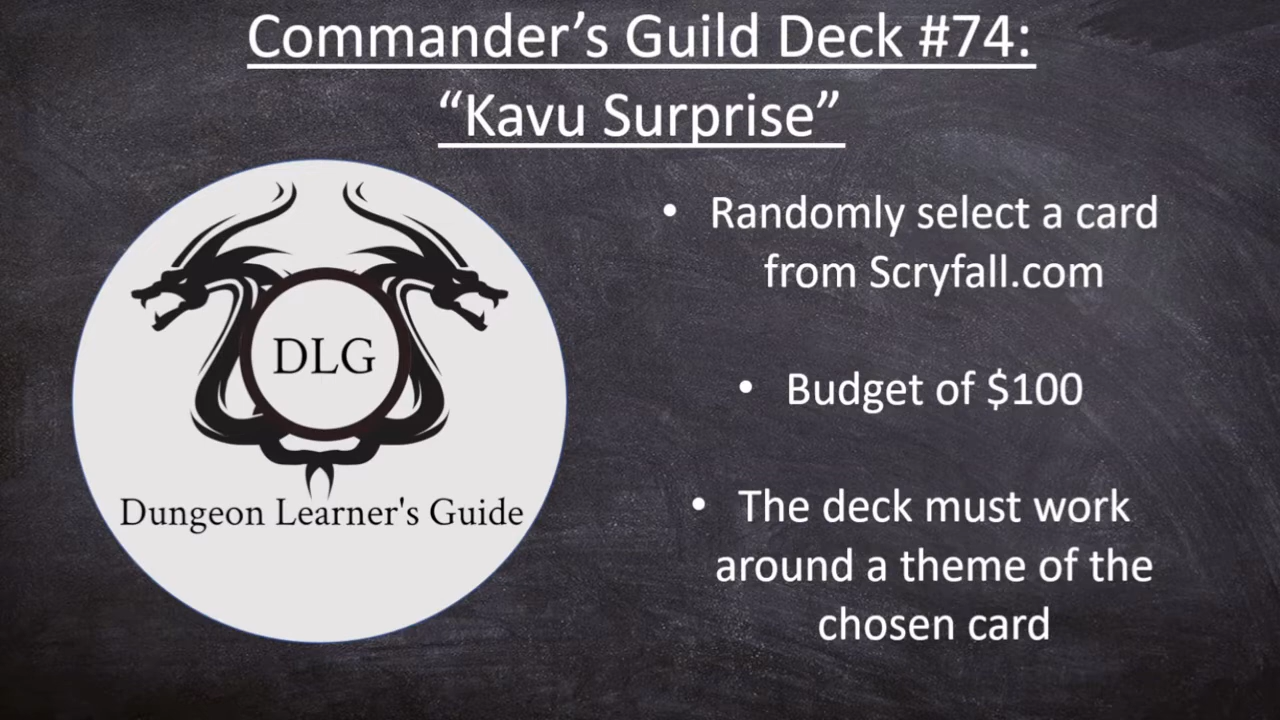 Commander’s Guild Deck #74:
“Kavu Surprise”
DLG
Dungeon Learner's Guide
• Randomly select a card
from Scryfall.com
• Budget of $100
• The deck must work
around a theme of the
chosen card